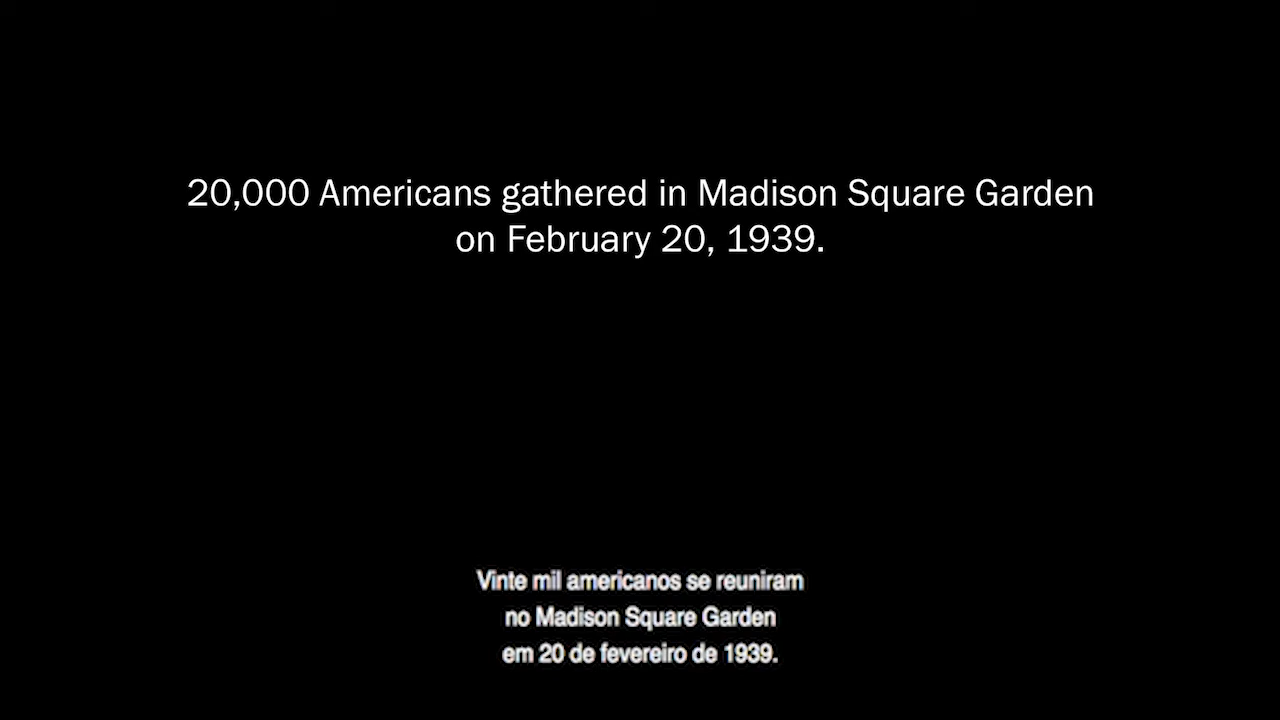 20,000 Americans gathered in Madison Square Garden
on February 20, 1939.
Vinte mil americanos se reuniram
no Madison Square Garden
em 20 de fevereiro de 1939.